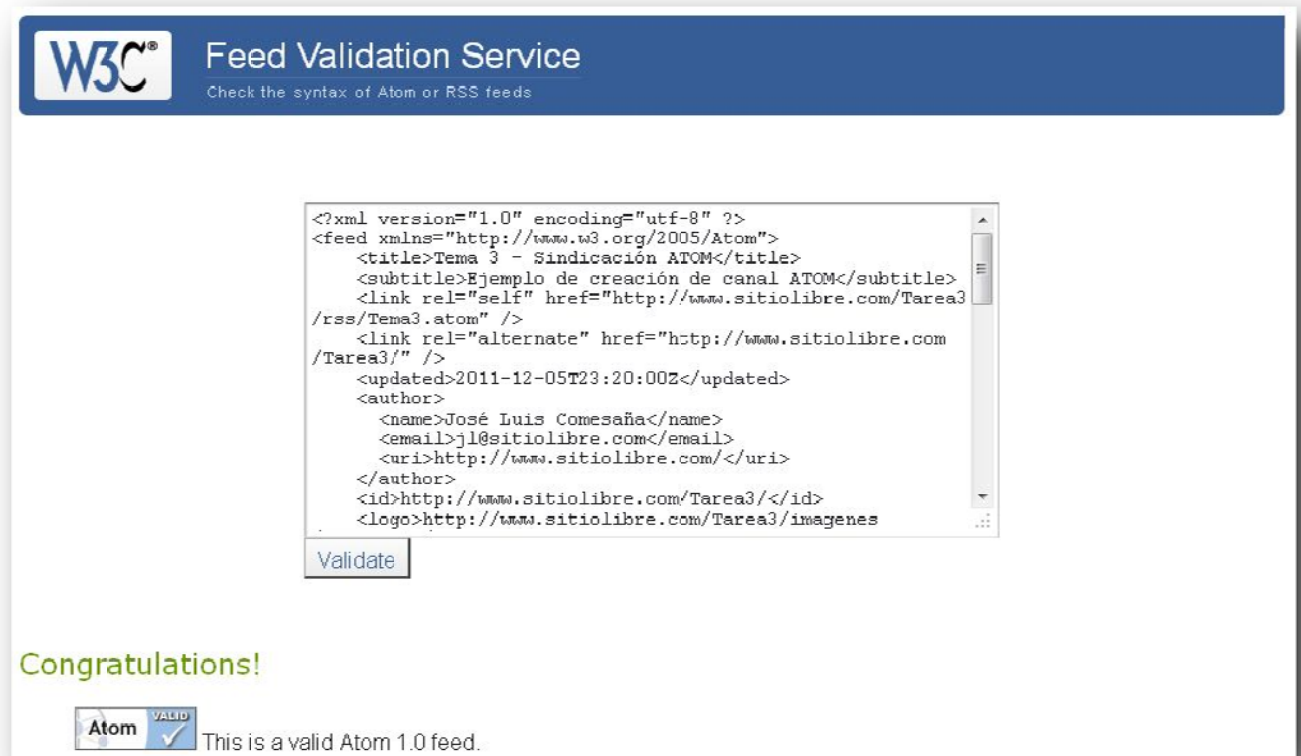 W3C®
Feed Validation Service
Check the syntax of Atom or RSS feeds
<?xml version="1.0" encoding="utf-8" ?>
<feed xmlns="http://www.w3.org/2005/Atom">
<title>Tema 3 - Sindicación ATOM</title>
<subtitle>Ejemplo de creación de canal ATOM</subtitle>
<link rel="self" href="http://www.sitiolibre.com/Tarea3
/rss/Tema3.atom" />
<link rel="alternate" href="http://www.sitiolibre.com
/Tarea3/" />
<updated>2011-12-05T23:20:00Z</updated>
<author>
<name>José Luis Comesaña</name>
<email>jl@sitiolibre.com</email>
<uri>http://www.sitiolibre.com/</uri>
</author>
<id>http://www.sitiolibre.com/Tarea3/</id>
<logo>http://www.sitiolibre.com/Tarea3/imagenes
Validate
Congratulations!
Atom VALID
This is a valid Atom 1.0 feed.